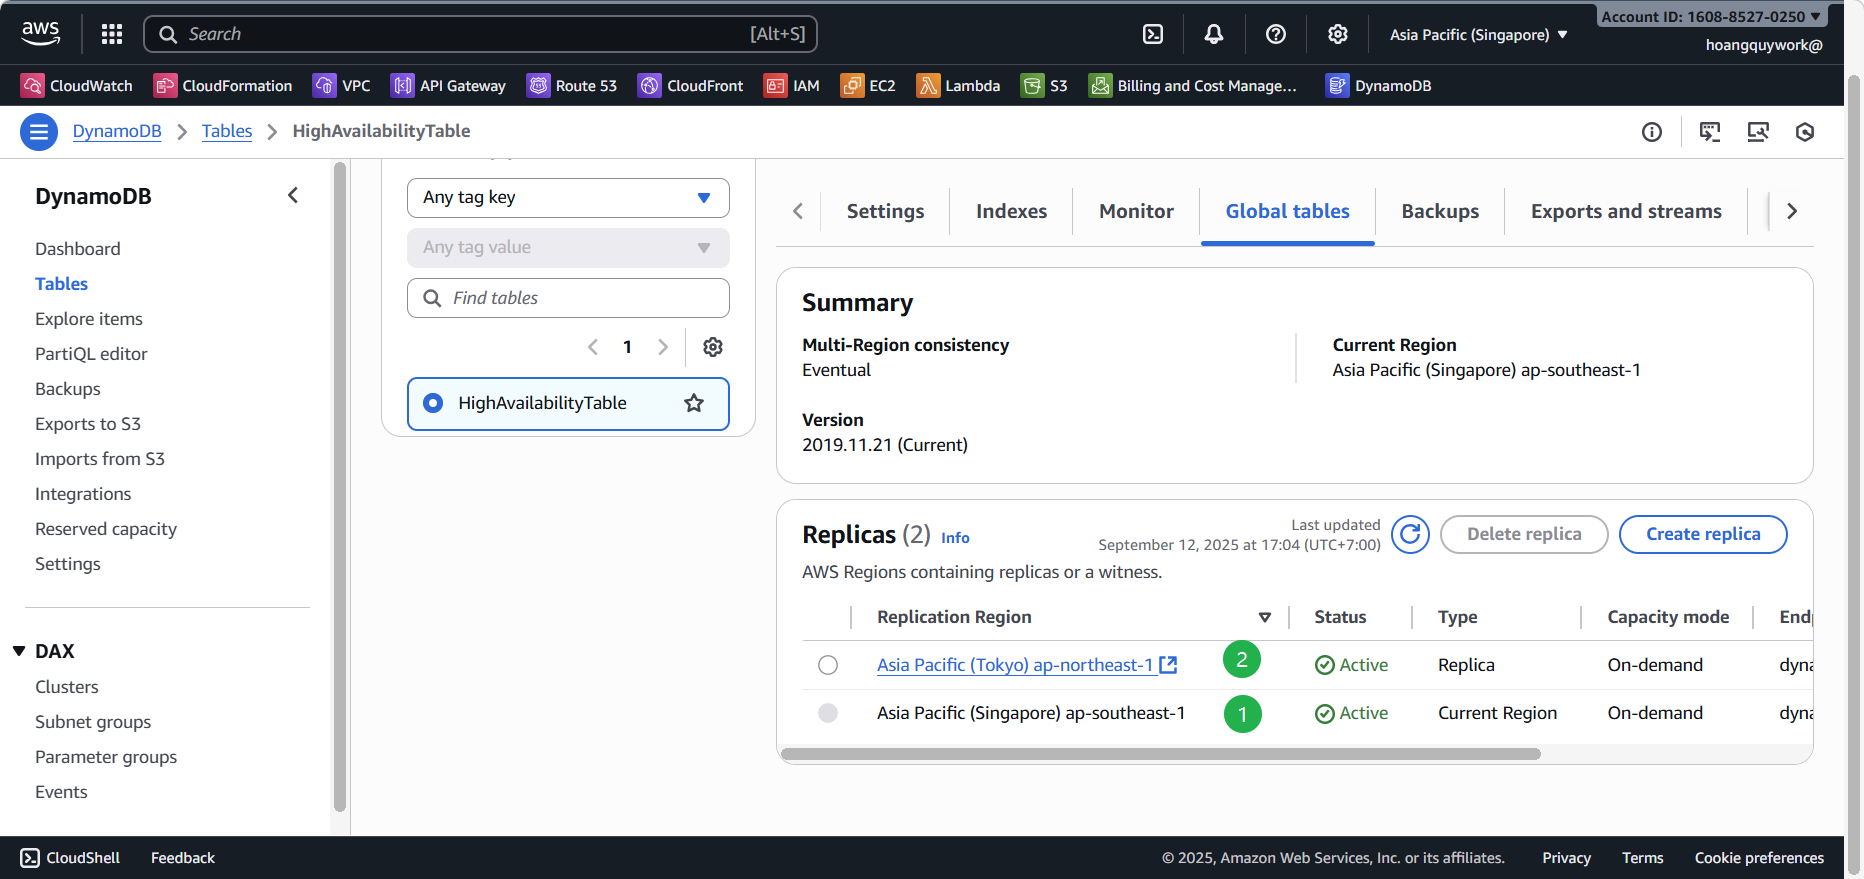 aws
Search [Alt+S]
Asia Pacific (Singapore) ▼
Account ID: 1608-8527-0250 ▼
hoangquywork@
CloudWatch CloudFormation VPC API Gateway Route 53 CloudFront IAM EC2 Lambda S3 Billing and Cost Manage... DynamoDB
DynamoDB > Tables > HighAvailabilityTable
DynamoDB
Dashboard
Tables
Explore items
PartiQL editor
Backups
Exports to S3
Imports from S3
Integrations
Reserved capacity
Settings
DAX
Clusters
Subnet groups
Parameter groups
Events
Any tag key
Any tag value
Find tables
1
HighAvailabilityTable
Settings Indexes Monitor Global tables Backups Exports and streams
Summary
Multi-Region consistency
Eventual
Current Region
Asia Pacific (Singapore) ap-southeast-1
Version
2019.11.21 (Current)
Replicas (2) Info
Last updated
September 12, 2025 at 17:04 (UTC+7:00)
Delete replica
Create replica
AWS Regions containing replicas or a witness.
Replication Region Status Type Capacity mode
Asia Pacific (Tokyo) ap-northeast-1 2 Active Replica On-demand
Asia Pacific (Singapore) ap-southeast-1 1 Active Current Region On-demand
CloudShell Feedback © 2025, Amazon Web Services, Inc. or its affiliates. Privacy Terms Cookie preferences